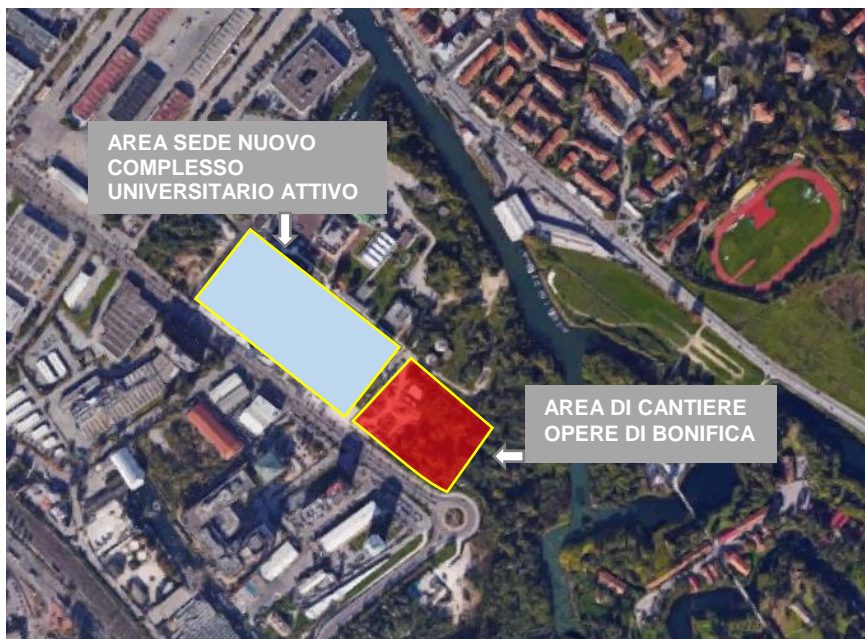 AREA SEDE NUOVO
COMPLESSO
UNIVERSITARIO ATTIVO
AREA DI CANTIERE
OPERE DI BONIFICA